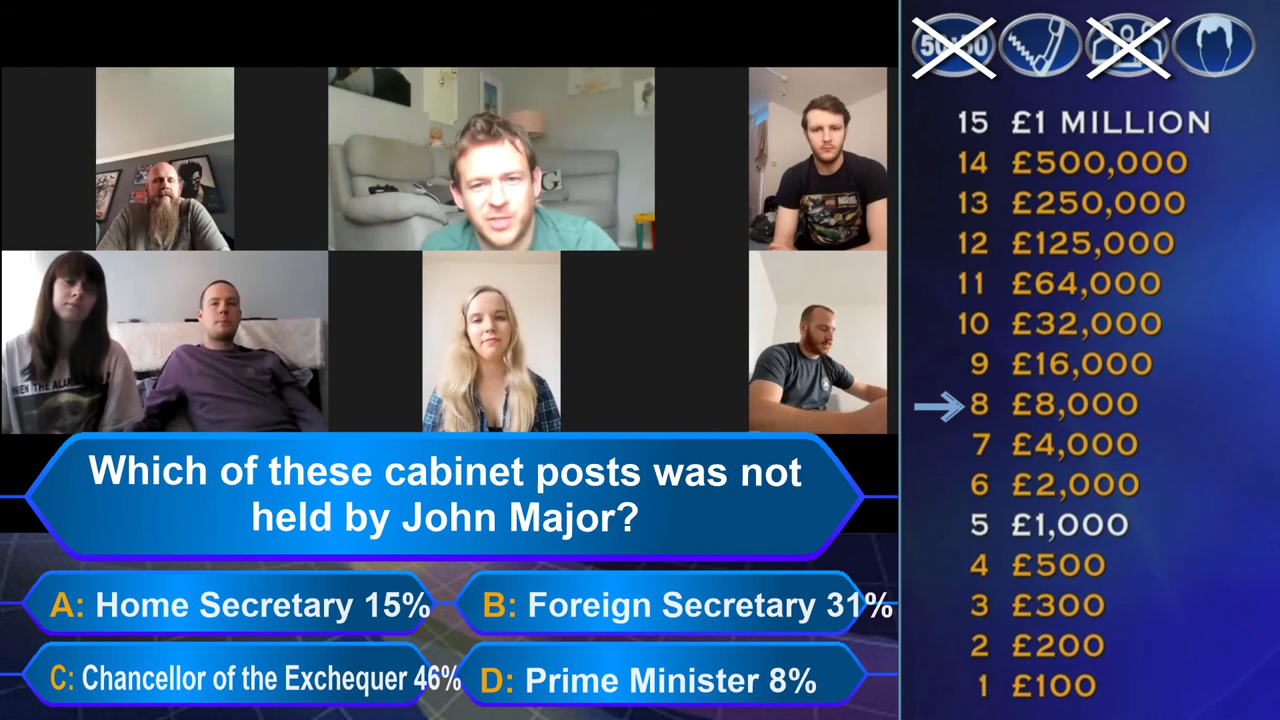 50:50
15 £1 MILLION
14 £500,000
13 £250,000
12 £125,000
11 £64,000
10 £32,000
9 £16,000
8 £8,000
7 £4,000
6 £2,000
5 £1,000
4 £500
3 £300
2 £200
1 £100
MARVEL
G
Which of these cabinet posts was not
held by John Major?
A: Home Secretary 15%
B: Foreign Secretary 31%
C: Chancellor of the Exchequer 46%
D: Prime Minister 8%